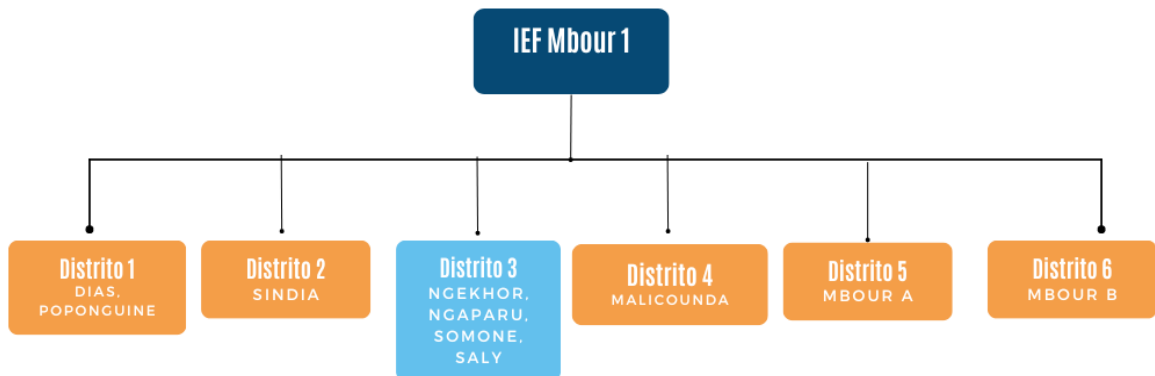 IEF Mbour 1
Distrito 1
DIAS,
POPONGUINE
Distrito 2
SINDIA
Distrito 3
NGEKHOR,
NGAPARU,
SOMONE,
SALY
Distrito 4
MALICOUNDA
Distrito 5
MBOUR A
Distrito 6
MBOUR B